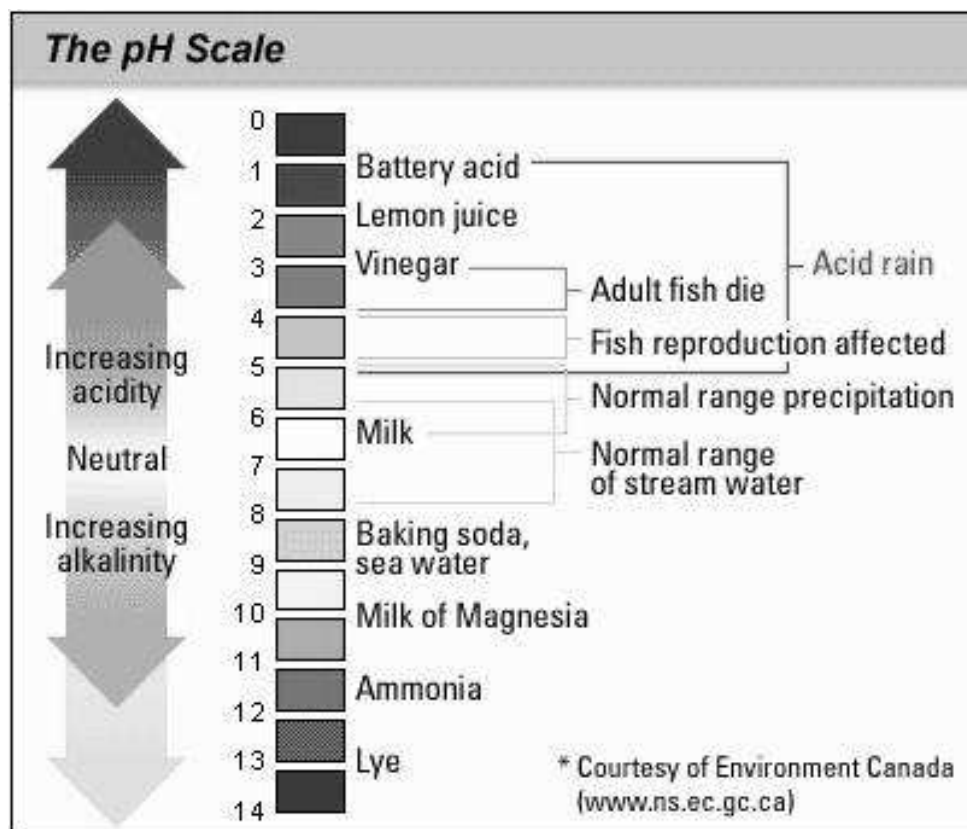 The pH Scale
0
1
Battery acid
2
Lemon juice
3
Vinegar
Acid rain
Adult fish die
4
Fish reproduction affected
Increasing
acidity
5
Normal range precipitation
6
Milk
Neutral
7
Normal range
of stream water
8
Increasing
alkalinity
Baking soda,
sea water
9
10
Milk of Magnesia
11
Ammonia
12
13
Lye
14
* Courtesy of Environment Canada
(www.ns.ec.gc.ca)